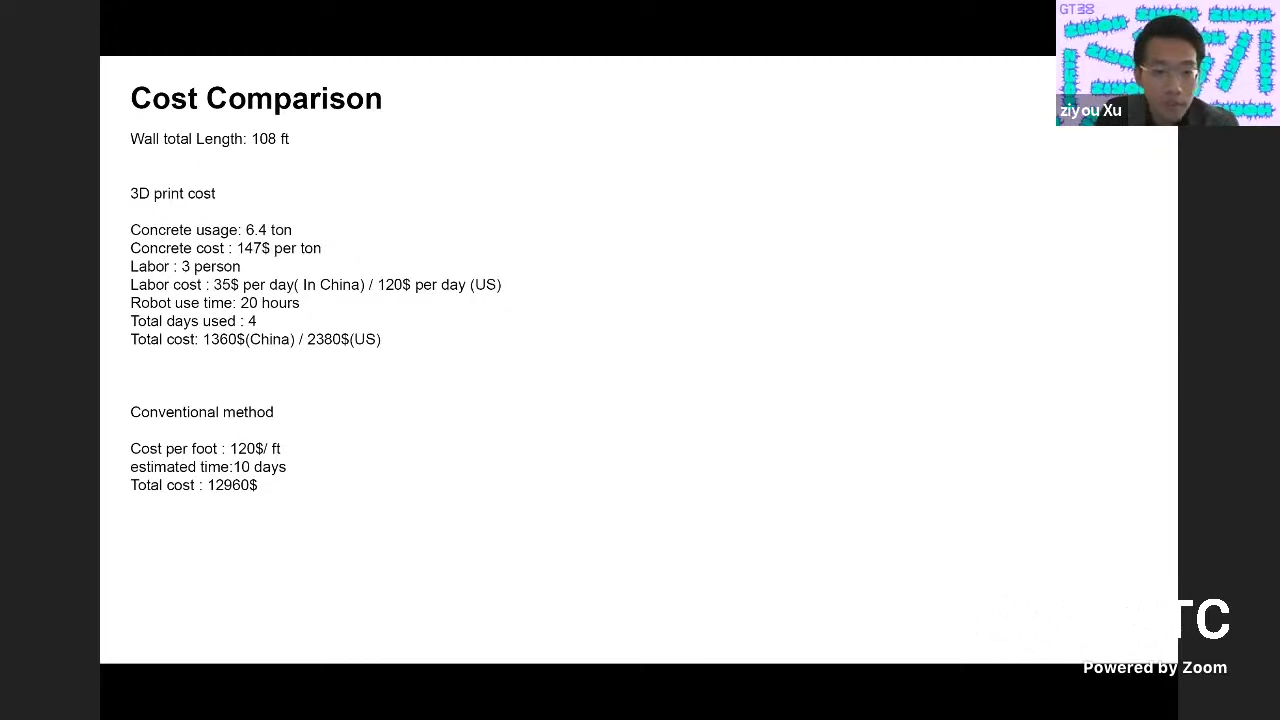 GT38
ziyou Xu
Cost Comparison
Wall total Length: 108 ft
3D print cost
Concrete usage: 6.4 ton
Concrete cost : 147$ per ton
Labor : 3 person
Labor cost : 35$ per day( In China) / 120$ per day (US)
Robot use time: 20 hours
Total days used : 4
Total cost: 1360$(China) / 2380$(US)
Conventional method
Cost per foot : 120$/ ft
estimated time:10 days
Total cost : 12960$
TC
Powered by Zoom